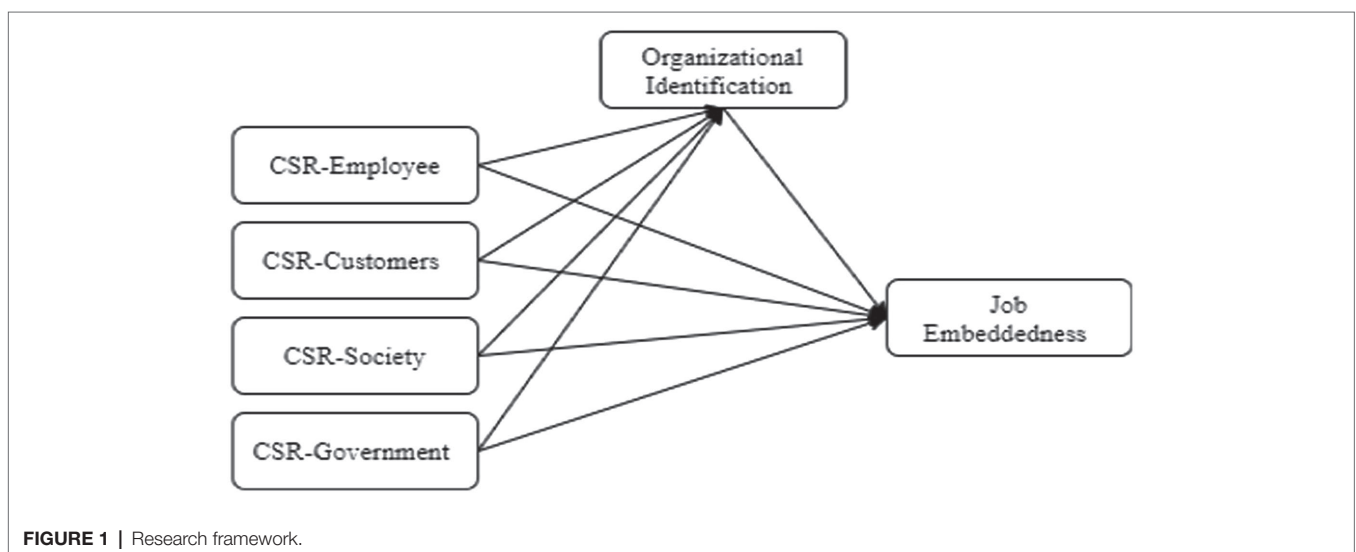 Organizational
Identification
CSR-Employee
CSR-Customers
CSR-Society
CSR-Government
Job
Embeddedness
FIGURE 1 | Research framework.